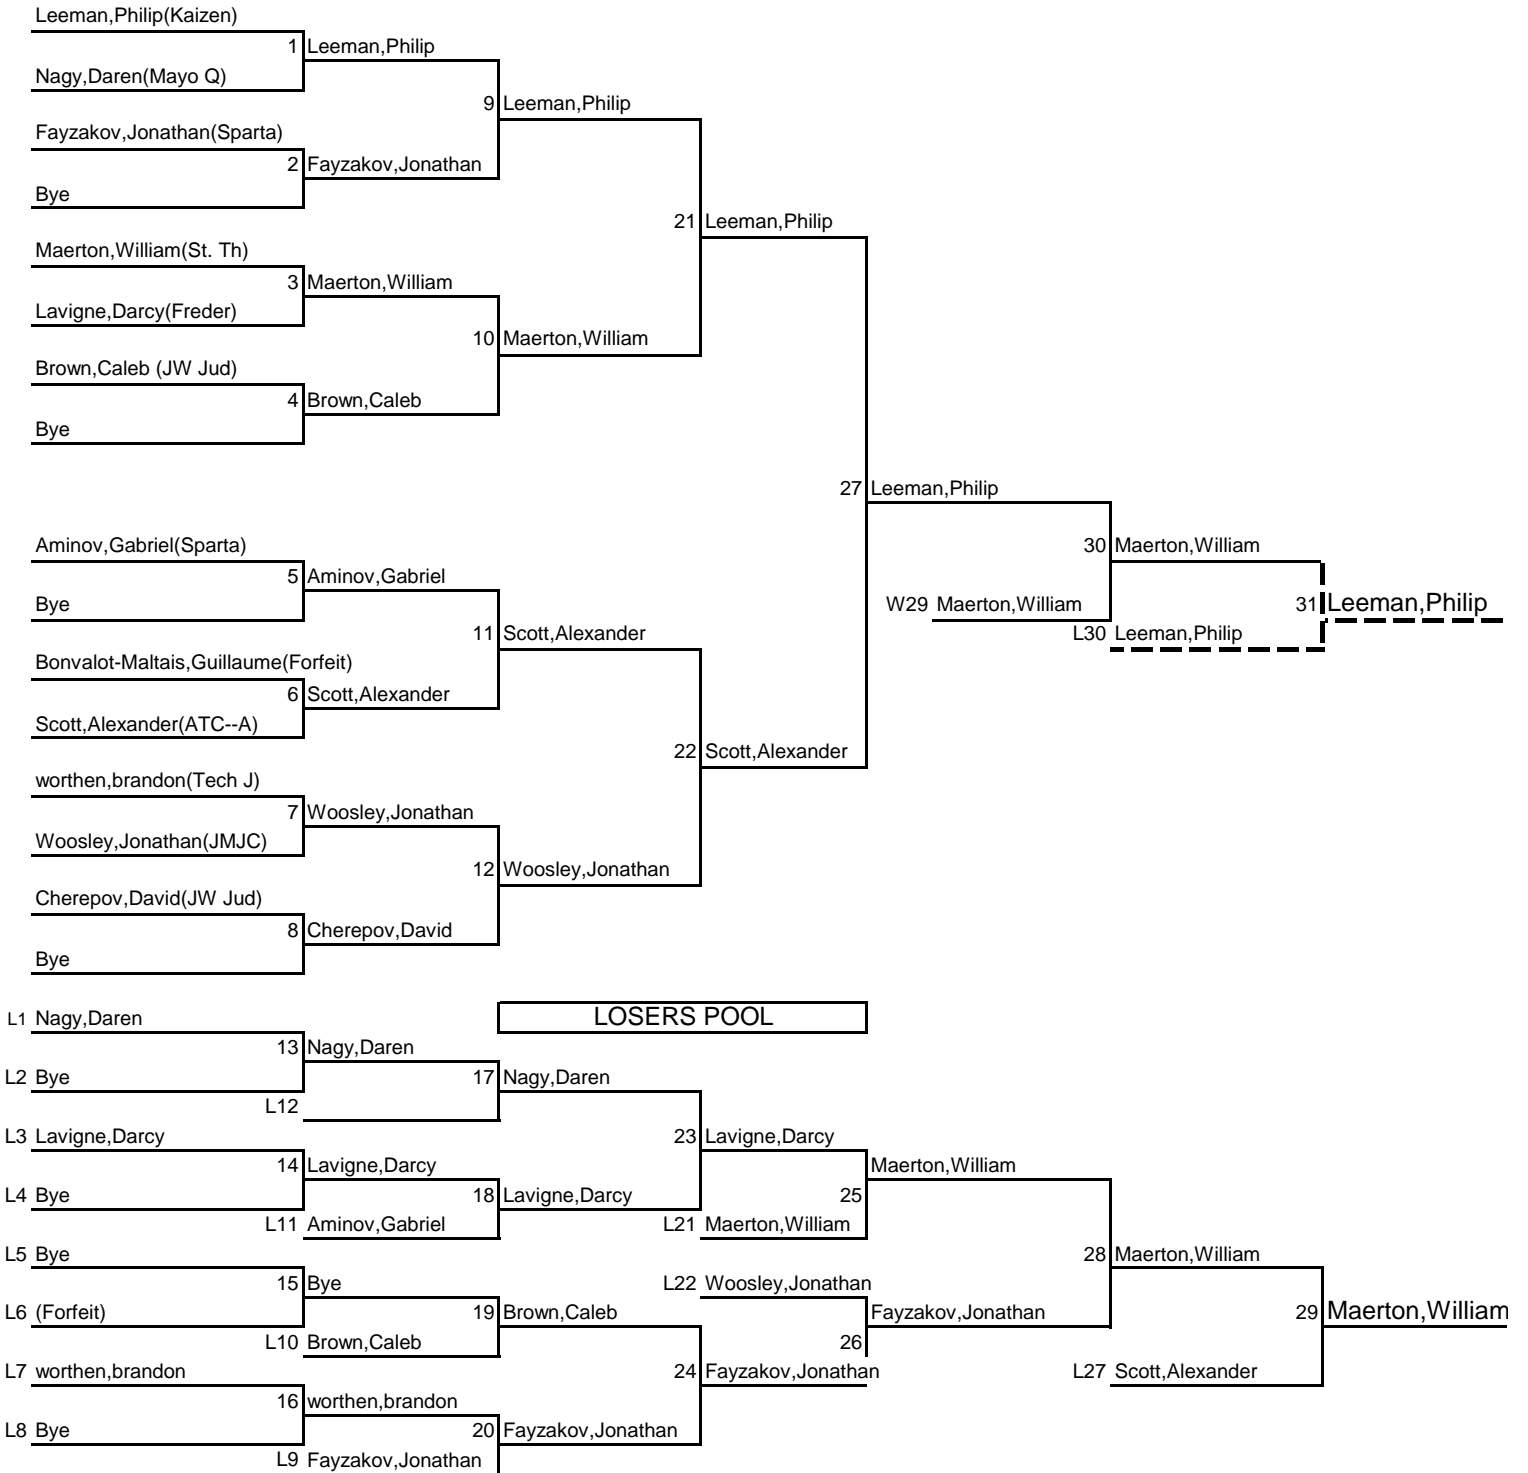 Leeman,Philip(Kaizen)
1 Leeman,Philip
Nagy,Daren(Mayo Q)
9 Leeman,Philip
Fayzakov,Jonathan(Sparta)
2 Fayzakov,Jonathan
Bye
21 Leeman,Philip
Maerton,William(St. Th)
3 Maerton,William
Lavigne,Darcy(Freder)
10 Maerton,William
Brown,Caleb (JW Jud)
4 Brown,Caleb
Bye
27 Leeman,Philip
Aminov,Gabriel(Sparta)
30 Maerton,William
5 Aminov,Gabriel
Bye
W29 Maerton,William
31 Leeman,Philip
11 Scott,Alexander
L30 Leeman,Philip
Bonvalot-Maltais,Guillaume(Forfeit)
6 Scott,Alexander
Scott,Alexander(ATC--A)
22 Scott,Alexander
worthen,brandon(Tech J)
7 Woosley,Jonathan
Woosley,Jonathan(JMJC)
12 Woosley,Jonathan
Cherepov,David(JW Jud)
8 Cherepov,David
Bye
LOSERS POOL
L1 Nagy,Daren
13 Nagy,Daren
L2 Bye
17 Nagy,Daren
L12
L3 Lavigne,Darcy
23 Lavigne,Darcy
14 Lavigne,Darcy
Maerton,William
L4 Bye
18 Lavigne,Darcy
25
L11 Aminov,Gabriel
L21 Maerton,William
L5 Bye
28 Maerton,William
15 Bye
L22 Woosley,Jonathan
L6 (Forfeit)
19 Brown,Caleb
Fayzakov,Jonathan
29 Maerton,William
L10 Brown,Caleb
26
L7 worthen,brandon
24 Fayzakov,Jonathan
L27 Scott,Alexander
16 worthen,brandon
L8 Bye
20 Fayzakov,Jonathan
L9 Fayzakov,Jonathan